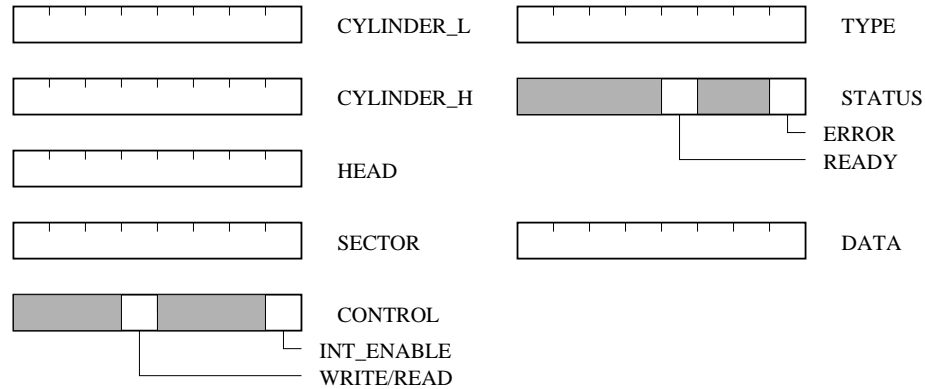 CYLINDER_L
TYPE
CYLINDER_H
STATUS
ERROR
READY
HEAD
SECTOR
DATA
CONTROL
INT_ENABLE
WRITE/READ